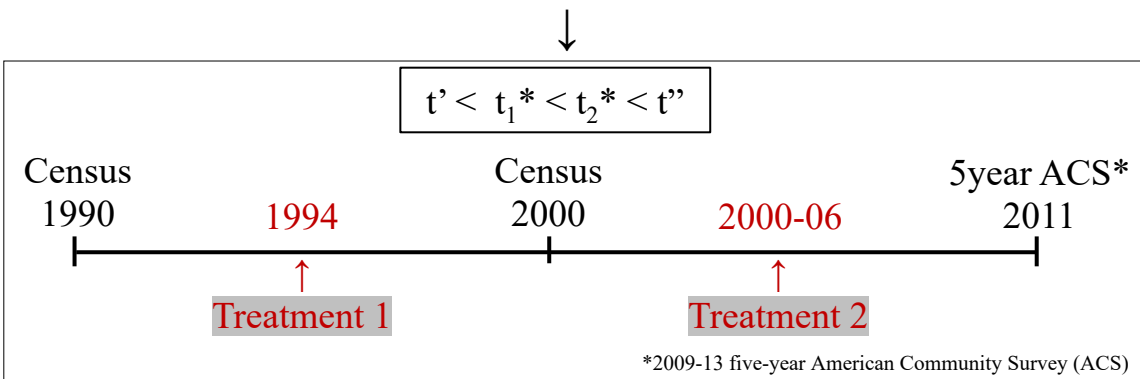 ↓
t’ < t₁* < t₂* < t”
Census Census 5year ACS*
1990 1994 2000 2000-06 2011
↑ ↑
Treatment 1 Treatment 2
*2009-13 five-year American Community Survey (ACS)